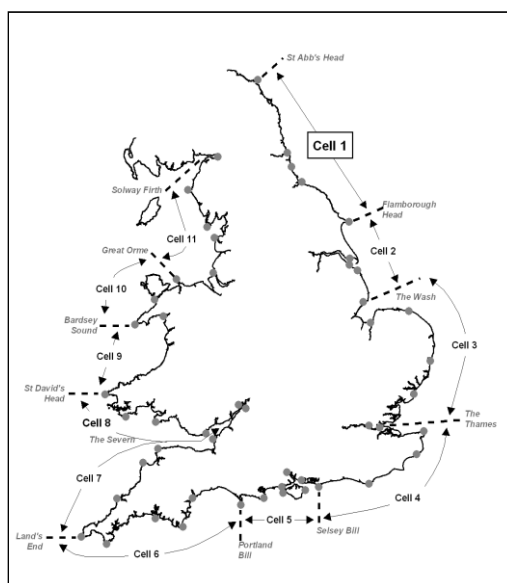 St Abb's Head
Cell 1
Solway Firth
Flamborough
Head
Cell 11
Cell 2
Great Orme
Cell 10
The Wash
Bardsey
Sound
Cell 3
Cell 9
St David's
Head
Cell 8
The
Thames
The Severn
Cell 7
Cell 4
Cell 5
Land's
End
Cell 6
Selsey Bill
Portland
Bill